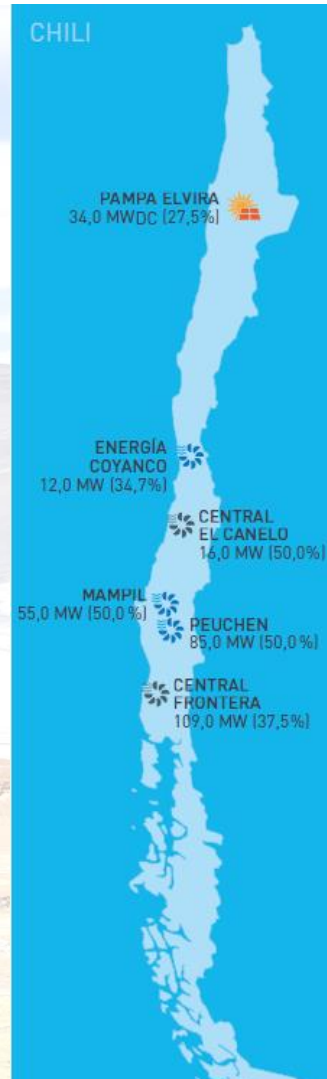 CHILI
PAMPA ELVIRA
34,0 MWDC (27,5%)
ENERGÍA
COYANCO
12,0 MW (34,7%)
CENTRAL
EL CANELO
16,0 MW (50,0%)
MAMPIL
55,0 MW (50,0%)
PEUCHEN
85,0 MW (50,0%)
CENTRAL
FRONTERA
109,0 MW (37,5%)